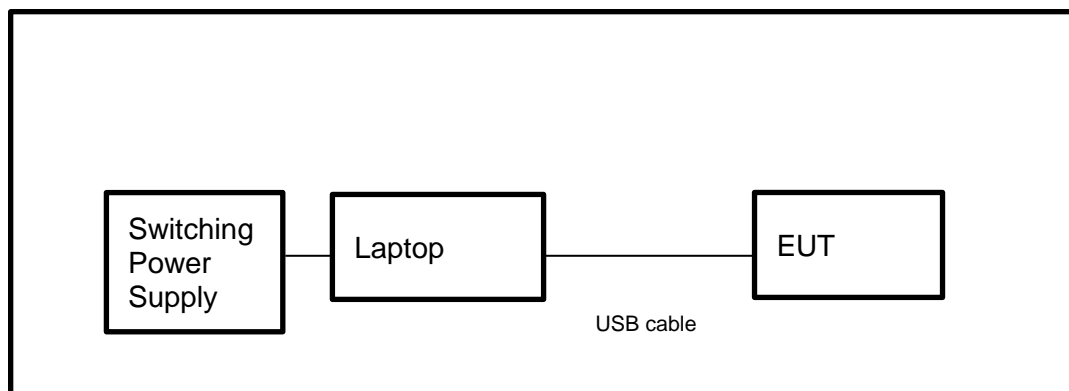 Switching
Power
Supply
Laptop
EUT
USB cable